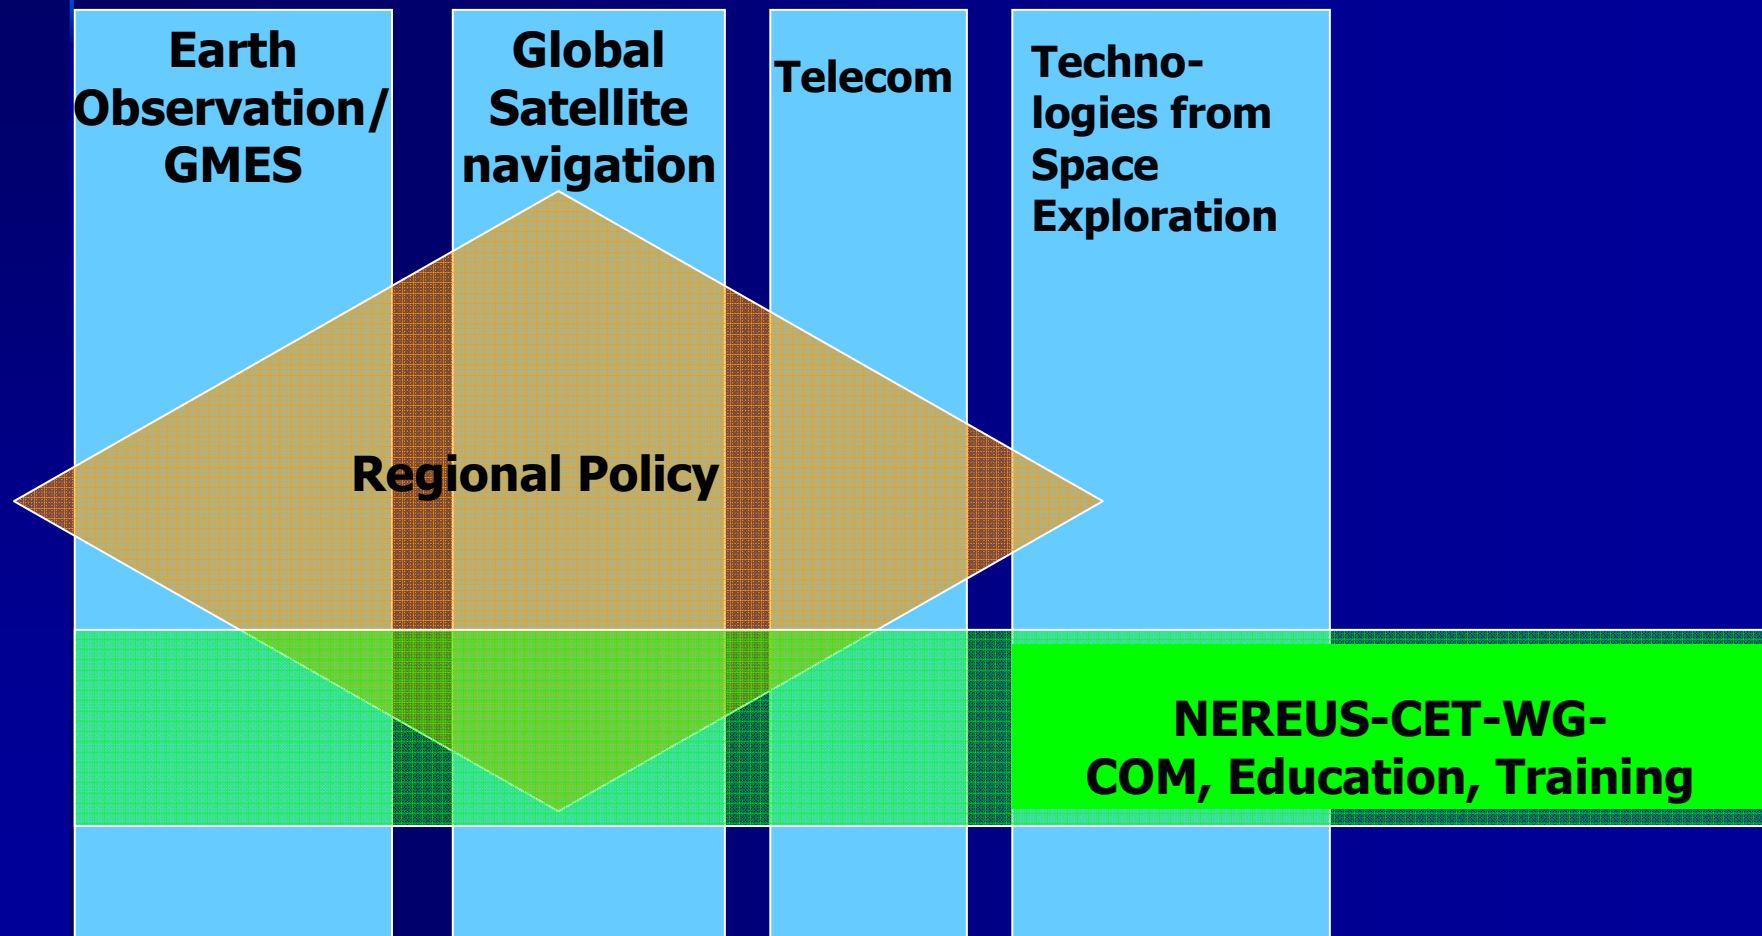 Earth
Observation/
GMES
Global
Satellite
navigation
Telecom
Techno-
logies from
Space
Exploration
Regional Policy
NEREUS-CET-WG-
COM, Education, Training